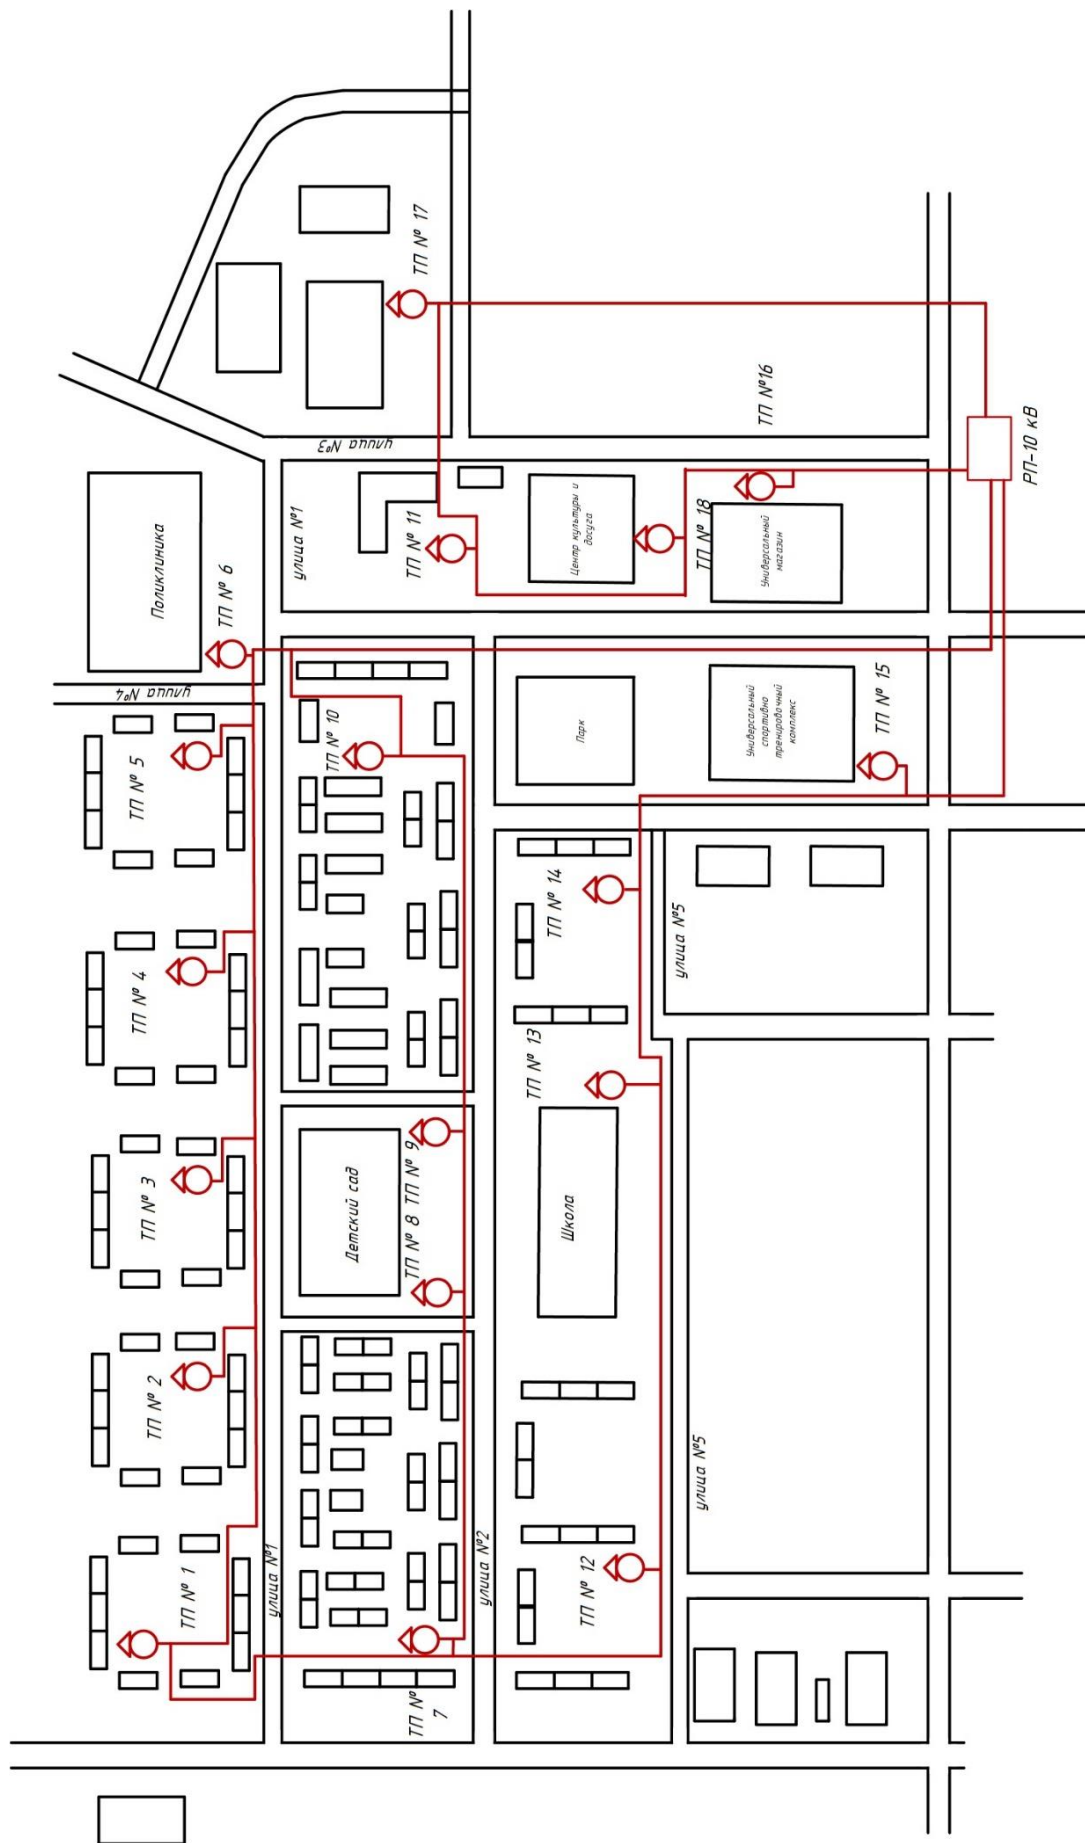 ТП № 17
ТП №16
РП-10 кВ
улица №3
Поликлиника
ТП № 6
улица №1
ТП № 11
Центр культуры и
досуга
ТП № 18
Универсальный
магазин
улица №4
ТП № 5
ТП № 10
Парк
Универсальный
спортивно
тренировочный
комплекс
ТП № 15
ТП № 4
ТП № 14
улица №5
ТП № 3
ТП № 13
Детский сад
ТП № 8 ТП № 9
Школа
ТП № 2
ТП № 1
улица №1
улица №2
ТП № 12
улица №5
ТП №
7